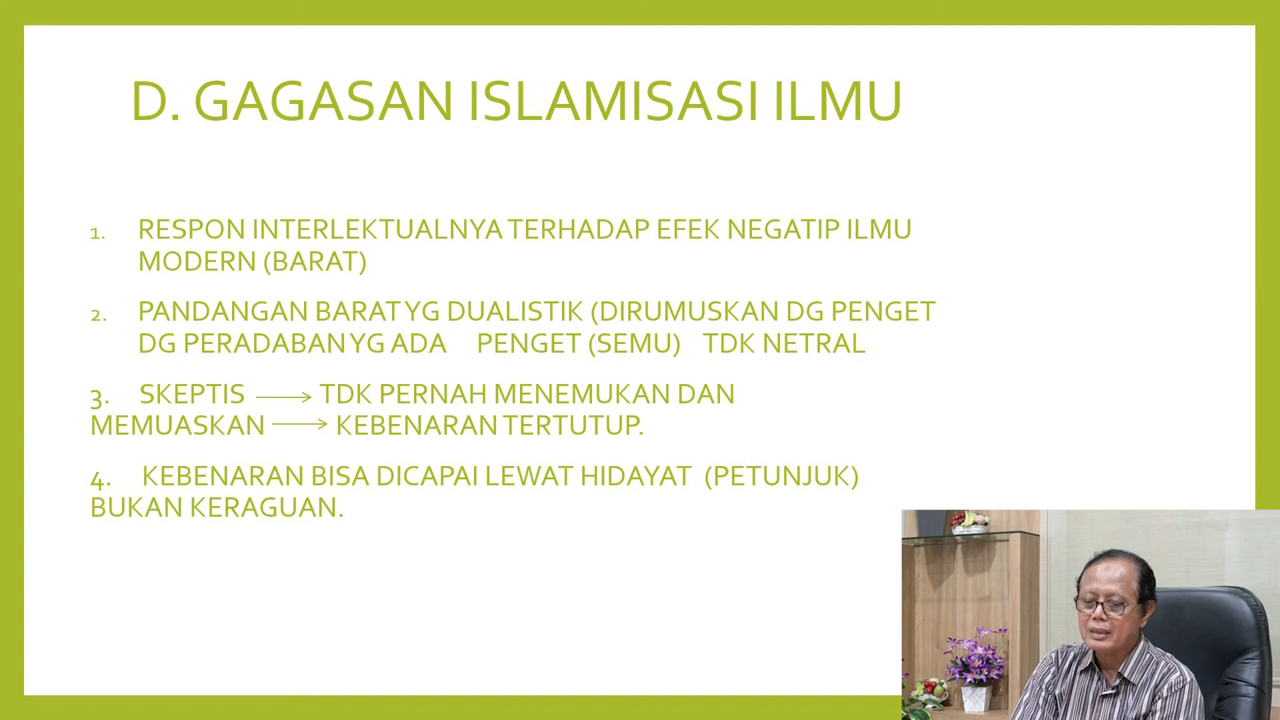 D. GAGASAN ISLAMISASI ILMU
1. RESPON INTERLEKTUALNYA TERHADAP EFEK NEGATIP ILMU
MODERN (BARAT)
2. PANDANGAN BARAT YG DUALISTIK (DIRUMUSKAN DG PENGET
DG PERADABAN YG ADA PENGET (SEMU) TDK NETRAL
3. SKEPTIS → TDK PERNAH MENEMUKAN DAN
MEMUASKAN → KEBENARAN TERTUTUP.
4. KEBENARAN BISA DICAPAI LEWAT HIDAYAT (PETUNJUK)
BUKAN KERAGUAN.